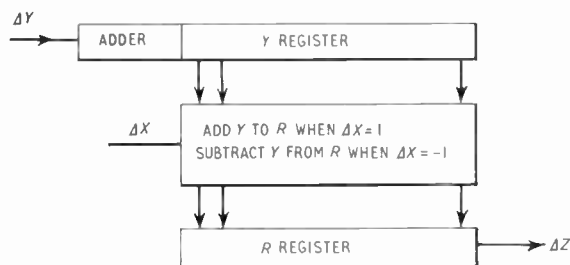 ΔY
ADDER
Y REGISTER
ΔX
ADD Y TO R WHEN ΔX=1
SUBTRACT Y FROM R WHEN ΔX=-1
R REGISTER
ΔZ